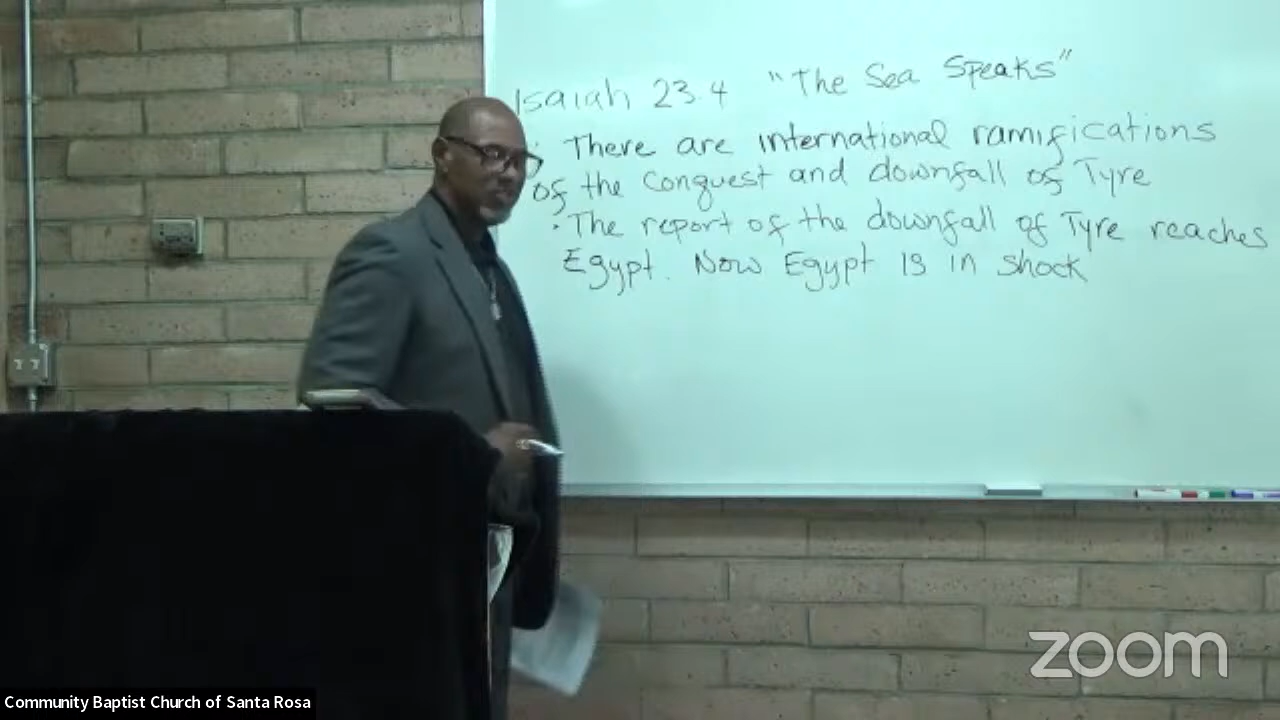 Isaiah 23.4 "The Sea Speaks"
· There are international ramifications
of the Conquest and downfall of Tyre
· The report of the downfall of Tyre reaches
Egypt. Now Egypt is in shock
zoom
Community Baptist Church of Santa Rosa